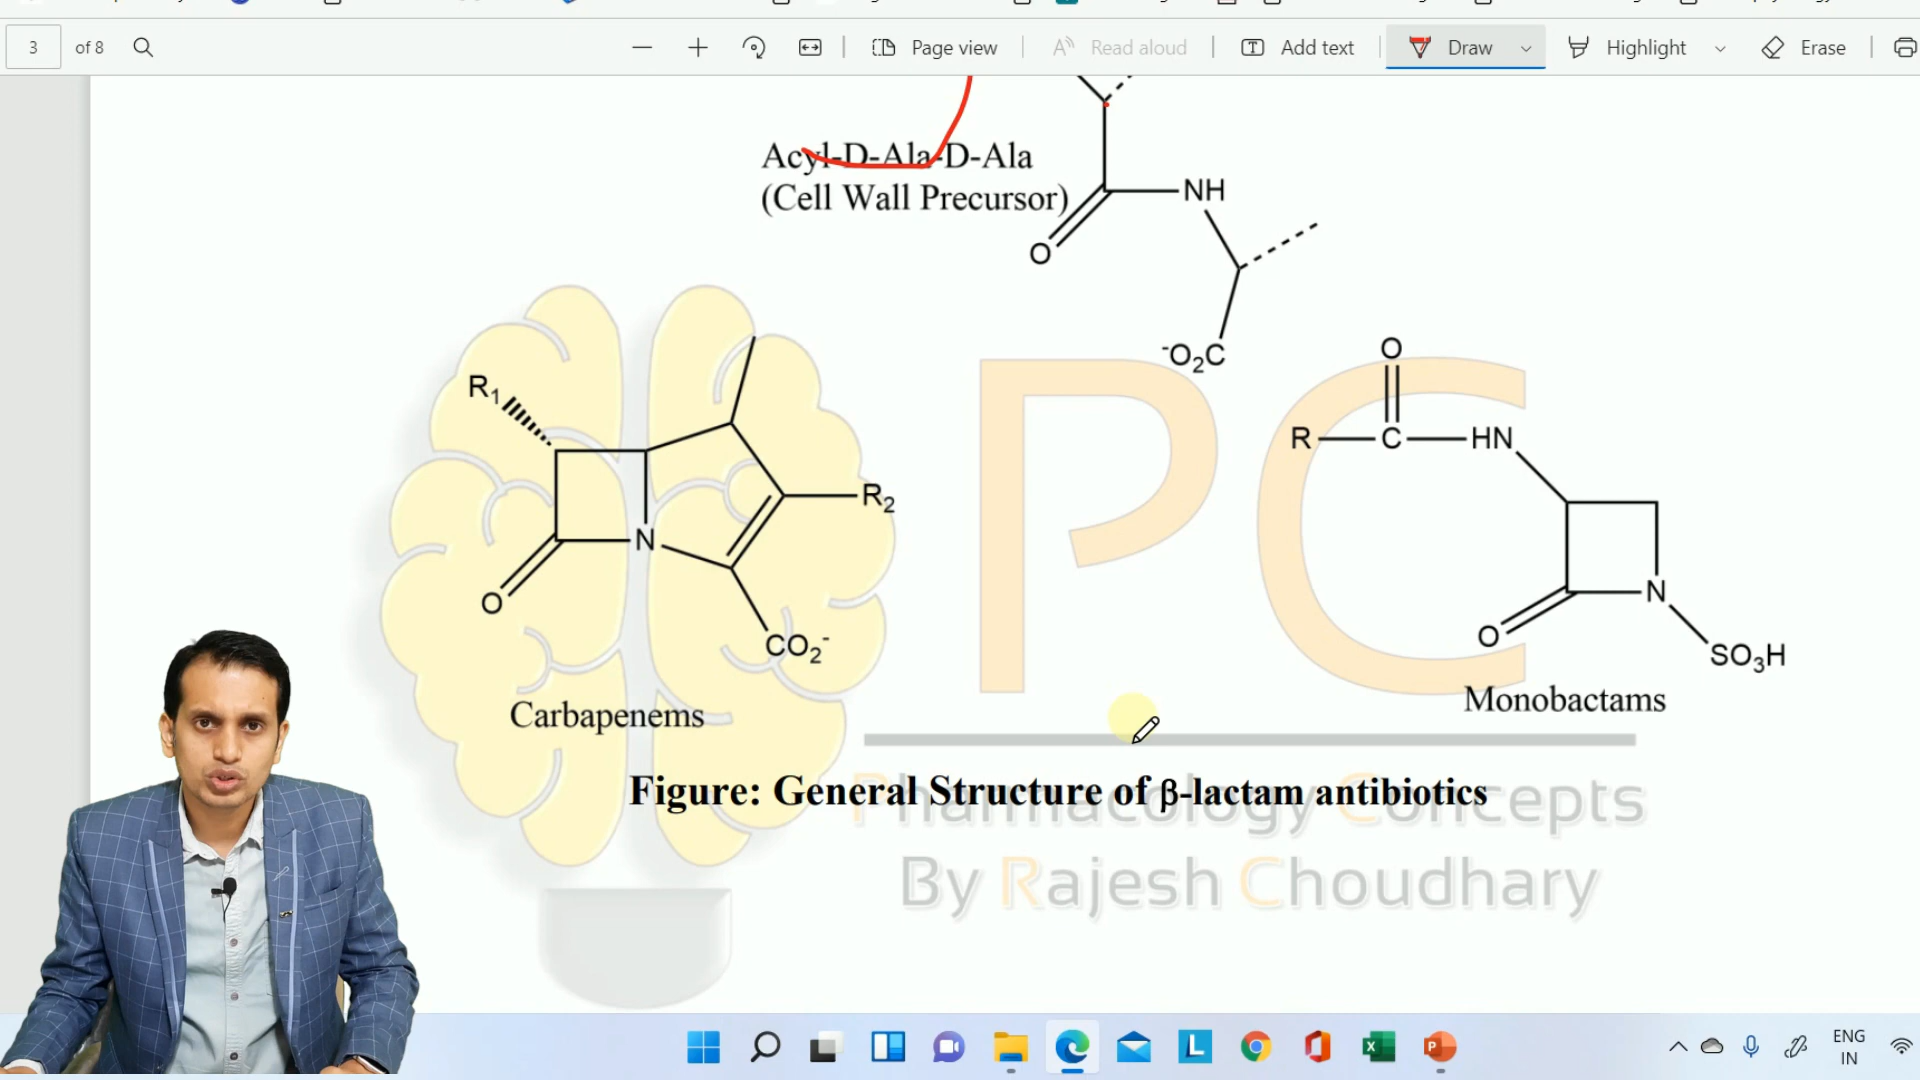 3 of 8 Page view Read aloud Add text Draw Highlight Erase
Acyl-D-Ala-D-Ala
(Cell Wall Precursor)
NH
O
⁻O₂C
O
R C HN
O
N
SO₃H
Monobactams
R₁
R₂
N
O
CO₂⁻
Carbapenems
Figure: General Structure of β-lactam antibiotics
PC
Pharmacology Concepts
By Rajesh Choudhary
ENG
IN